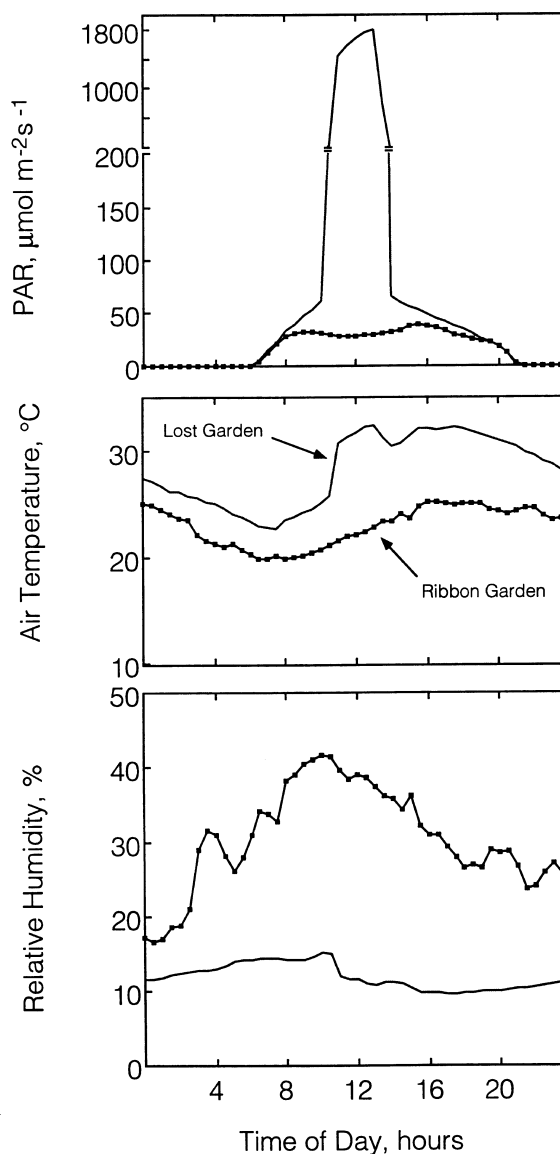 1800
1000
200
150
100
50
0
PAR, μmol m-2s-1
30
20
10
Air Temperature, °C
Lost Garden
Ribbon Garden
50
40
30
20
10
0
Relative Humidity, %
4 8 12 16 20
Time of Day, hours